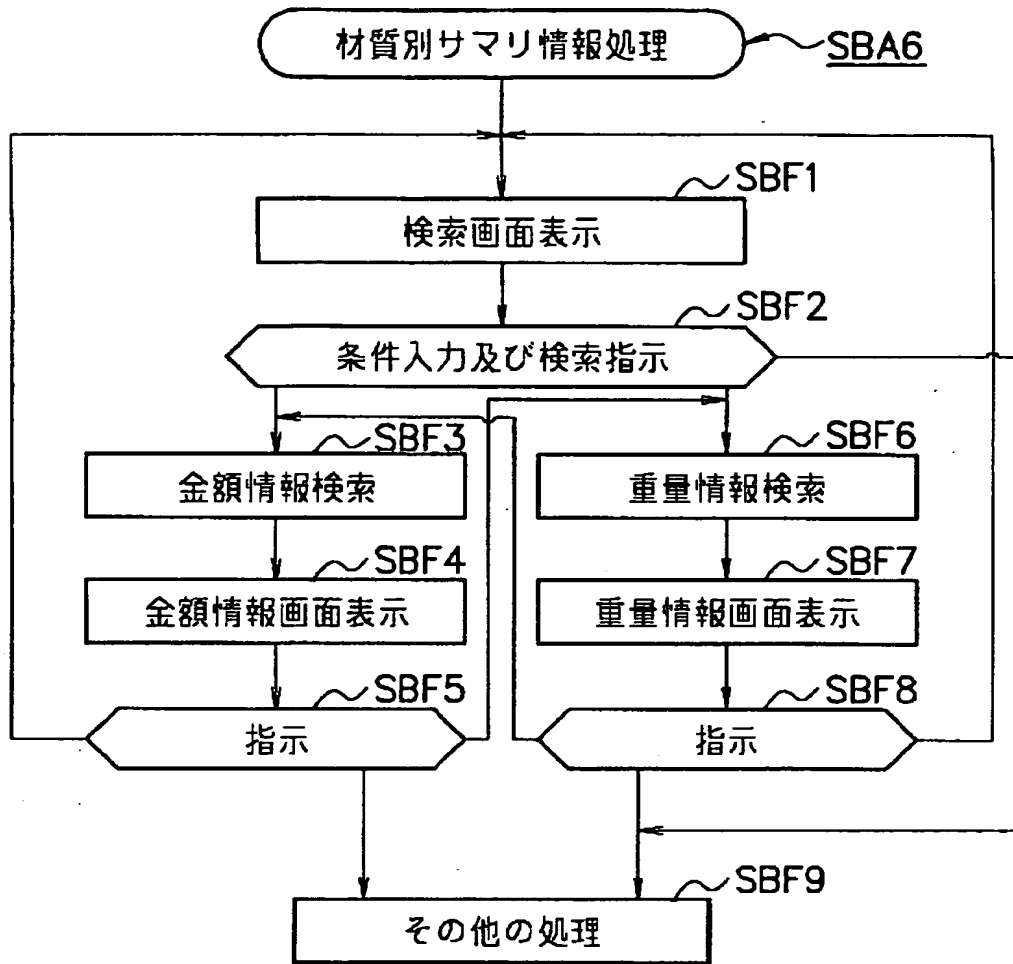 材質別サマリ情報処理
SBA6
SBF1
検索画面表示
SBF2
条件入力及び検索指示
SBF3
金額情報検索
SBF6
重量情報検索
SBF4
金額情報画面表示
SBF7
重量情報画面表示
SBF5
指示
SBF8
指示
SBF9
その他の処理